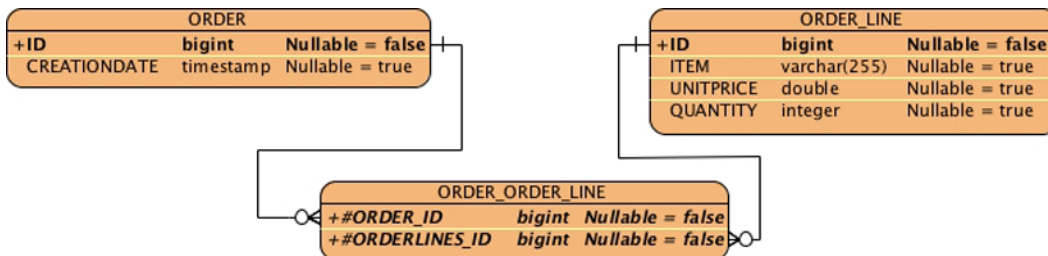 ORDER
+ID bigint Nullable = false
CREATIONDATE timestamp Nullable = true
ORDER_LINE
+ID bigint Nullable = false
ITEM varchar(255) Nullable = true
UNITPRICE double Nullable = true
QUANTITY integer Nullable = true
ORDER_ORDER_LINE
+#ORDER_ID bigint Nullable = false
+#ORDERLINES_ID bigint Nullable = false